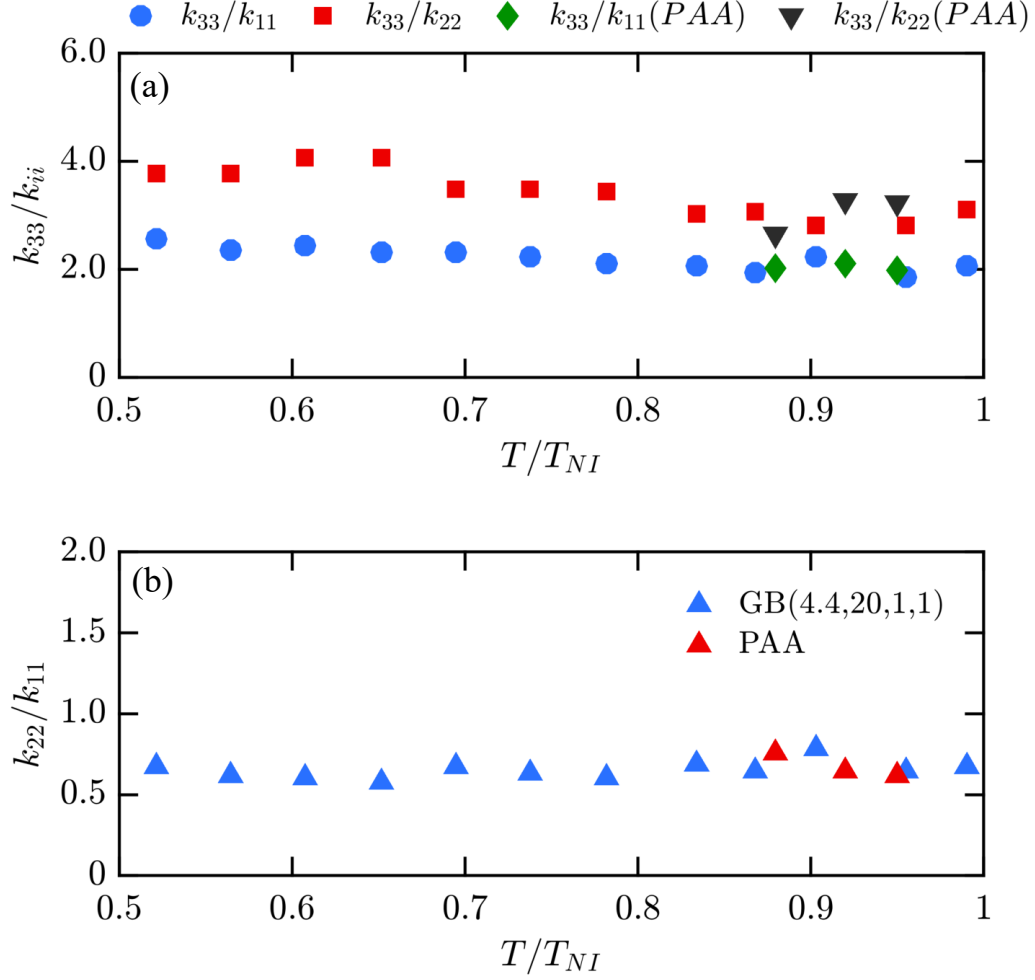 k33/k11 k33/k22 k33/k11(PAA) k33/k22(PAA)
6.0
(a)
4.0
k33/kii
2.0
0
0.5 0.6 0.7 0.8 0.9 1
T/TNI
2.0
(b)
GB(4.4,20,1,1)
1.5
PAA
k22/k11
1.0
0.5
0
0.5 0.6 0.7 0.8 0.9 1
T/TNI